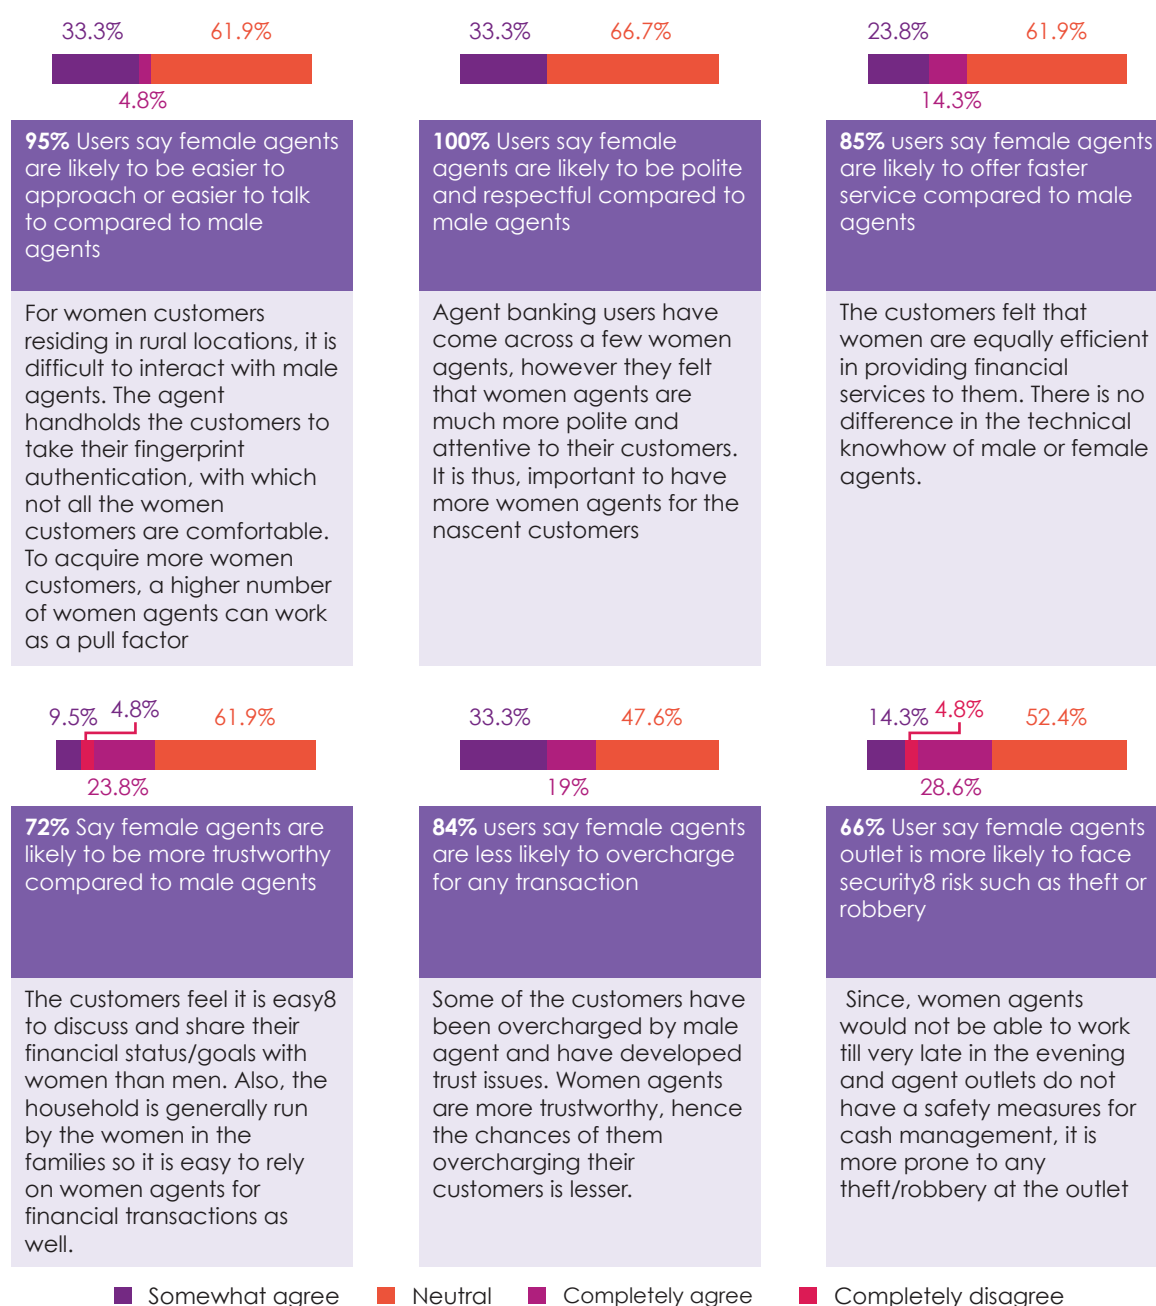 33.3% 61.9%
4.8%
95% Users say female agents
are likely to be easier to
approach or easier to talk
to compared to male
agents
For women customers
residing in rural locations, it is
difficult to interact with male
agents. The agent
handholds the customers to
take their fingerprint
authentication, with which
not all the women
customers are comfortable.
To acquire more women
customers, a higher number
of women agents can work
as a pull factor
33.3% 66.7%
100% Users say female
agents are likely to be polite
and respectful compared to
male agents
Agent banking users have
come across a few women
agents, however they felt
that women agents are
much more polite and
attentive to their customers.
It is thus, important to have
more women agents for the
nascent customers
23.8% 61.9%
14.3%
85% users say female agents
are likely to offer faster
service compared to male
agents
The customers felt that
women are equally efficient
in providing financial
services to them. There is no
difference in the technical
knowhow of male or female
agents.
9.5% 4.8% 61.9%
23.8%
72% Say female agents are
likely to be more trustworthy
compared to male agents
The customers feel it is easy8
to discuss and share their
financial status/goals with
women than men. Also, the
household is generally run
by the women in the
families so it is easy to rely
on women agents for
financial transactions as
well.
33.3% 47.6%
19%
84% users say female agents
are less likely to overcharge
for any transaction
Some of the customers have
been overcharged by male
agent and have developed
trust issues. Women agents
are more trustworthy, hence
the chances of them
overcharging their
customers is lesser.
14.3% 4.8% 52.4%
28.6%
66% User say female agents
outlet is more likely to face
security8 risk such as theft or
robbery
Since, women agents
would not be able to work
till very late in the evening
and agent outlets do not
have a safety measures for
cash management, it is
more prone to any
theft/robbery at the outlet
Somewhat agree Neutral Completely agree Completely disagree